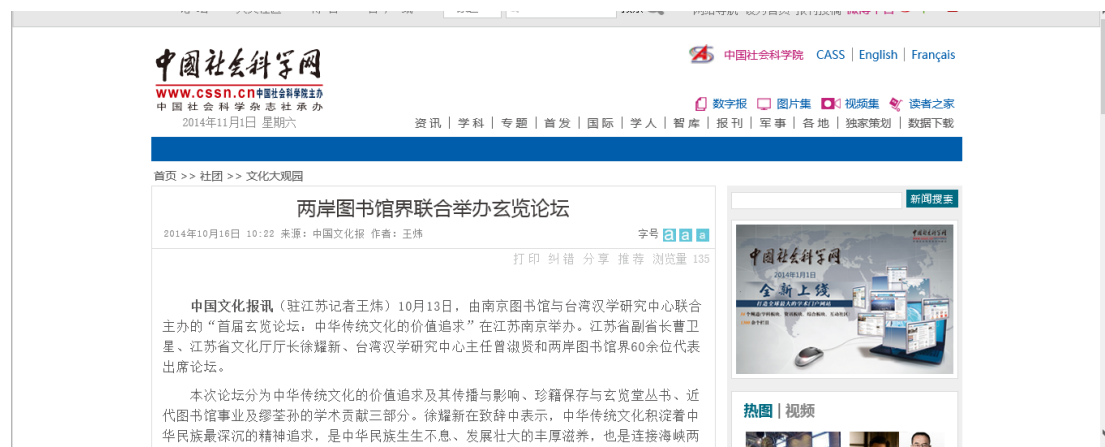 中国社会科学网
www.cssn.cn 中国社会科学院主办
中国社会科学杂志社承办
2014年11月1日 星期六
中国社会科学院 CASS | English | Français
数字报 图片集 视频集 读者之家
资讯 | 学科 | 专题 | 首发 | 国际 | 学人 | 智库 | 报刊 | 军事 | 各地 | 独家策划 | 数据下载
首页 >> 社团 >> 文化大观园
两岸图书馆界联合举办玄览论坛
2014年10月16日 10:22 来源：中国文化报 作者：王炜
字号 a a a
打印 纠错 分享 推荐 浏览量 135
中国文化报讯（驻江苏记者王炜）10月13日，由南京图书馆与台湾汉学研究中心联合
主办的“首届玄览论坛：中华传统文化的价值追求”在江苏南京举办。江苏省副省长曹卫
星、江苏省文化厅厅长徐耀新、台湾汉学研究中心主任曾淑贤和两岸图书馆界60余位代表
出席论坛。
本次论坛分为中华传统文化的价值追求及其传播与影响、珍籍保存与玄览堂丛书、近
代图书馆事业及缪荃孙的学术贡献三部分。徐耀新在致辞中表示，中华传统文化积淀着中
华民族最深沉的精神追求，是中华民族生生不息、发展壮大的丰厚滋养，也是连接海峡两
新闻搜索
中国社会科学网
中国社会科学网
2014年1月1日
全新上线
打造全球最大的学术门户网站
热图 | 视频